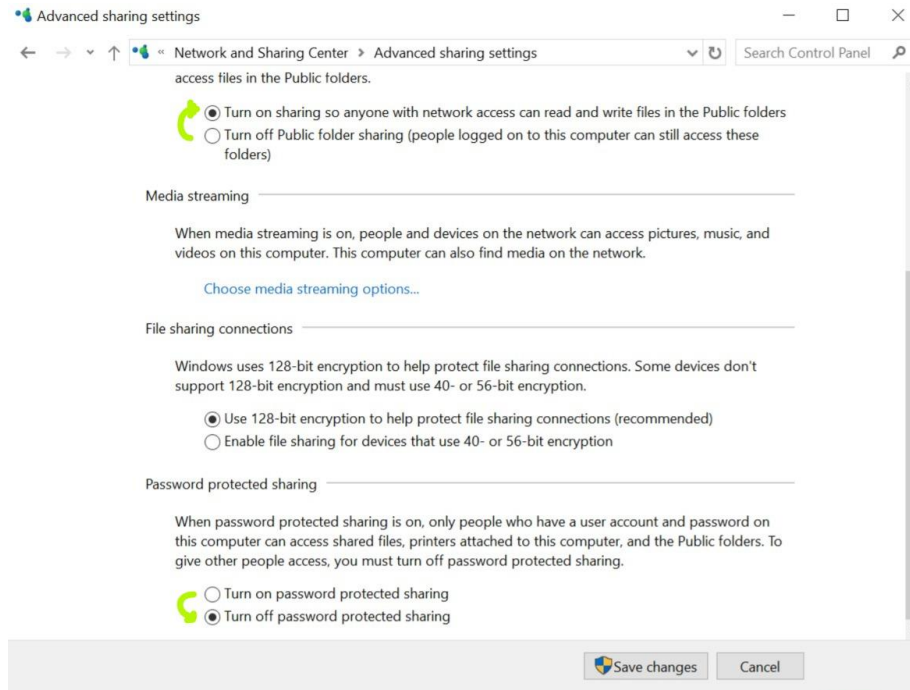 Advanced sharing settings
« Network and Sharing Center > Advanced sharing settings
Search Control Panel
access files in the Public folders.
Turn on sharing so anyone with network access can read and write files in the Public folders
Turn off Public folder sharing (people logged on to this computer can still access these
folders)
Media streaming
When media streaming is on, people and devices on the network can access pictures, music, and
videos on this computer. This computer can also find media on the network.
Choose media streaming options...
File sharing connections
Windows uses 128-bit encryption to help protect file sharing connections. Some devices don't
support 128-bit encryption and must use 40- or 56-bit encryption.
Use 128-bit encryption to help protect file sharing connections (recommended)
Enable file sharing for devices that use 40- or 56-bit encryption
Password protected sharing
When password protected sharing is on, only people who have a user account and password on
this computer can access shared files, printers attached to this computer, and the Public folders. To
give other people access, you must turn off password protected sharing.
Turn on password protected sharing
Turn off password protected sharing
Save changes
Cancel